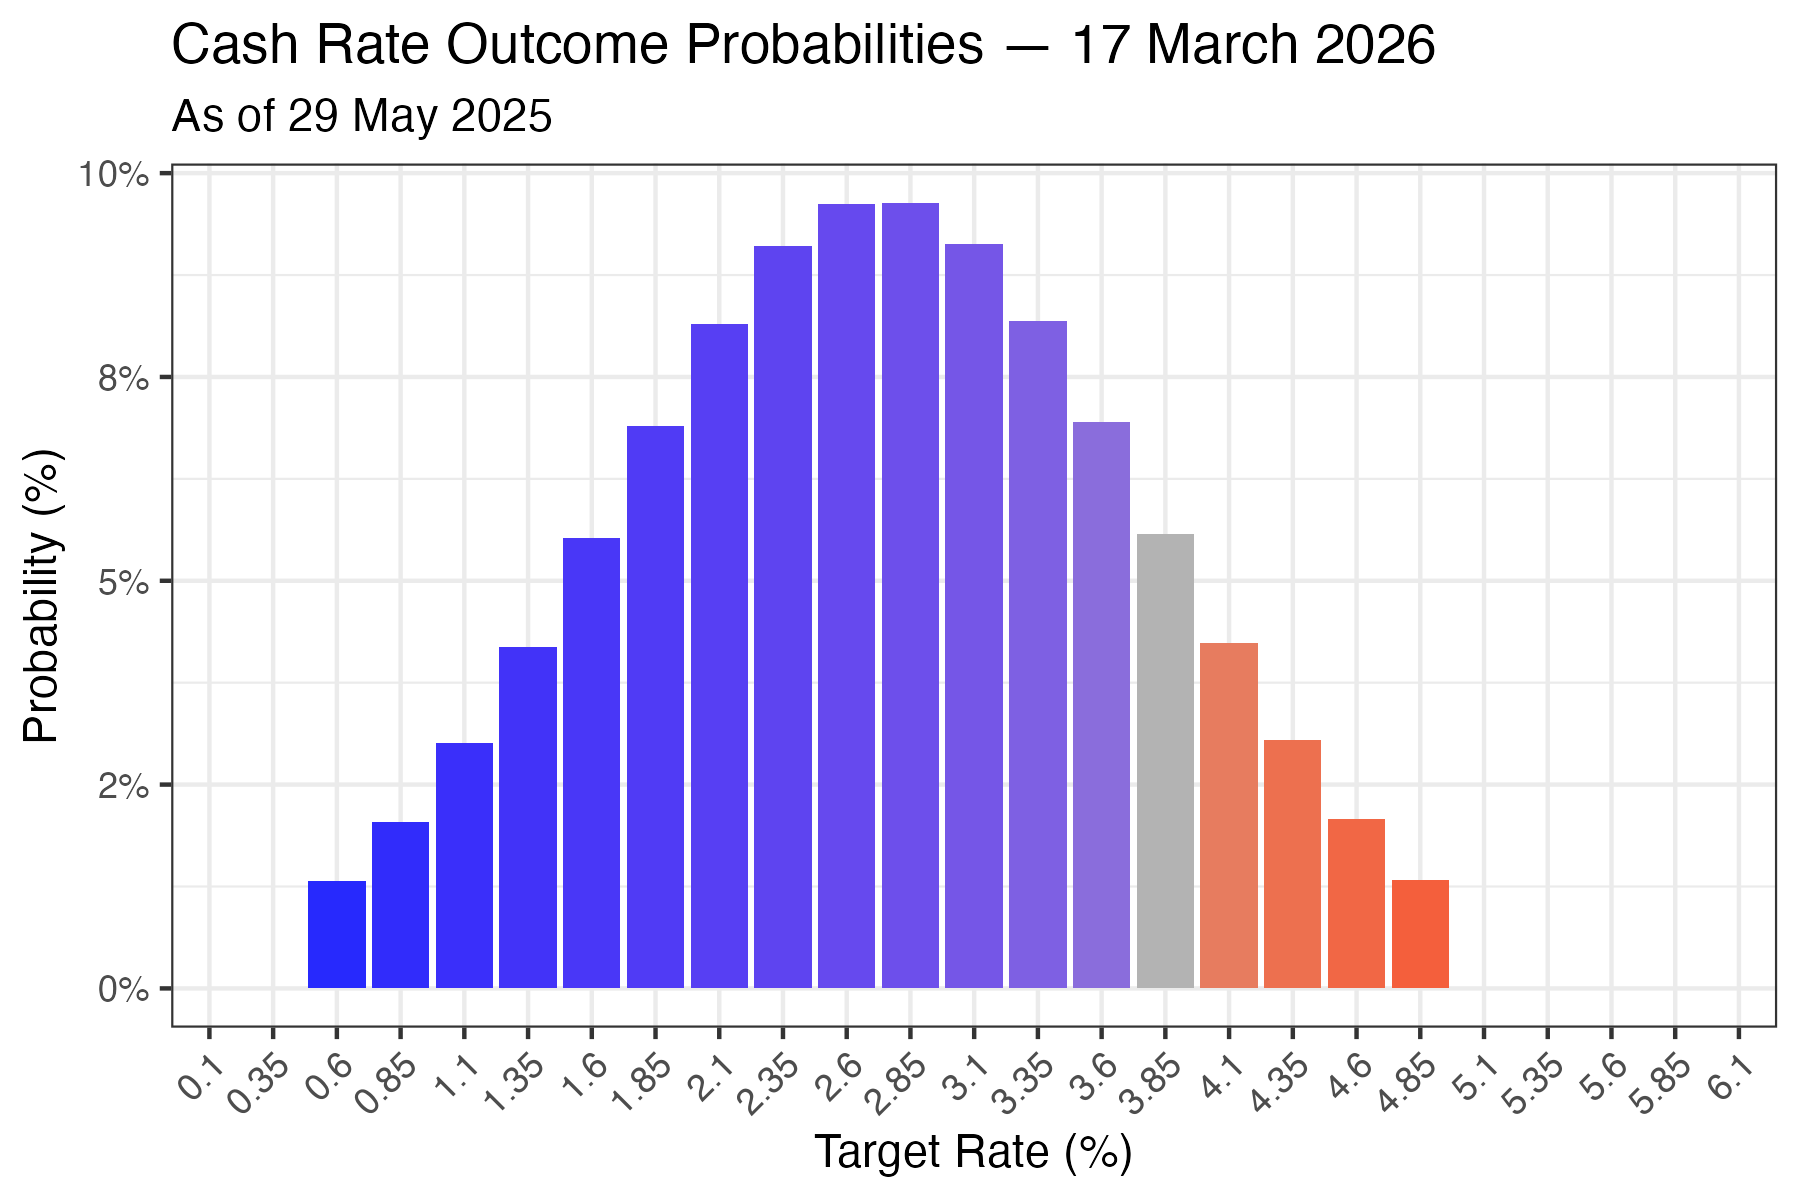 Cash Rate Outcome Probabilities — 17 March 2026
As of 29 May 2025
Probability (%)
10%
8%
5%
2%
0%
0.1 0.35 0.6 0.85 1.1 1.35 1.6 1.85 2.1 2.35 2.6 2.85 3.1 3.35 3.6 3.85 4.1 4.35 4.6 4.85 5.1 5.35 5.6 5.85 6.1
Target Rate (%)